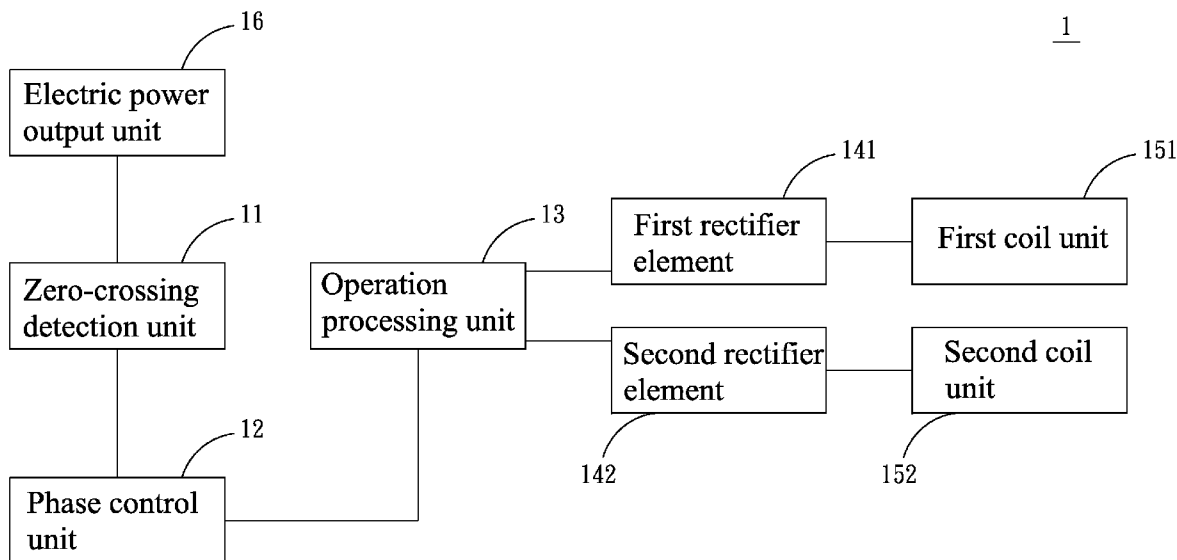 16
1
Electric power
output unit
141
151
11
13
First rectifier
element
First coil unit
Zero-crossing
detection unit
Operation
processing unit
Second rectifier
element
Second coil
unit
12
142
152
Phase control
unit